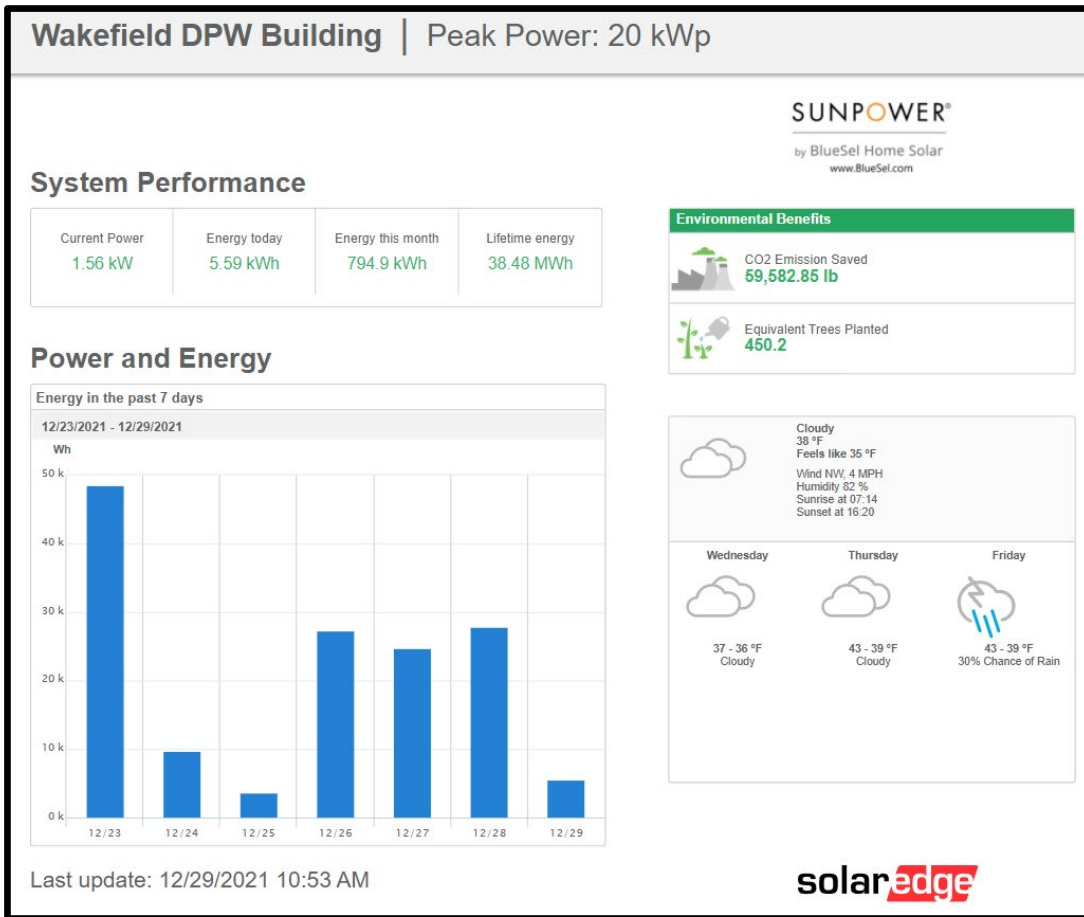 Wakefield DPW Building | Peak Power: 20 kWp
SUNPOWER®
by BlueSel Home Solar
www.BlueSel.com
System Performance
Current Power Energy today Energy this month Lifetime energy
1.56 kW 5.59 kWh 794.9 kWh 38.48 MWh
Environmental Benefits
CO2 Emission Saved
59,582.85 lb
Equivalent Trees Planted
450.2
Power and Energy
Energy in the past 7 days
12/23/2021 - 12/29/2021
Wh
50 k
40 k
30 k
20 k
10 k
0 k
12/23 12/24 12/25 12/26 12/27 12/28 12/29
Cloudy
38 ºF
Feels like 35 ºF
Wind NW, 4 MPH
Humidity 82 %
Sunrise at 07:14
Sunset at 16:20
Wednesday Thursday Friday
37 - 36 ºF 43 - 39 ºF 43 - 39 ºF
Cloudy Cloudy 30% Chance of Rain
Last update: 12/29/2021 10:53 AM
solaredge